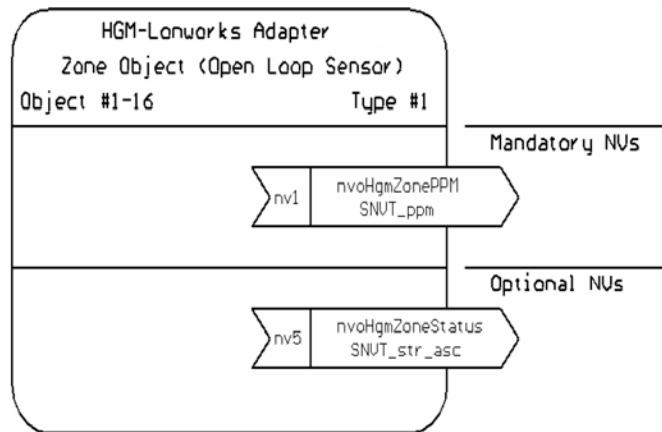 HGM-Lonworks Adapter
Zone Object (Open Loop Sensor)
Object #1-16 Type #1
Mandatory NVs
nv1 nvoHgmZonePPM
SNVT_ppm
Optional NVs
nv5 nvoHgmZoneStatus
SNVT_str_asc